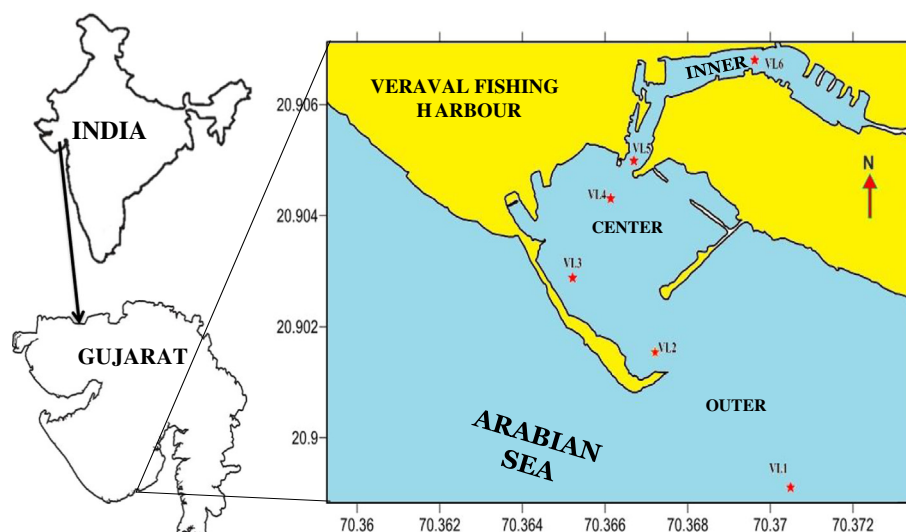 INDIA
GUJARAT
VERAVAL FISHING
HARBOUR
INNER
VL6
VL5
VL4
CENTER
VL3
VL2
OUTER
ARABIAN
SEA
VL1
N
20.906
20.904
20.902
20.9
70.36
70.362
70.364
70.366
70.368
70.37
70.372